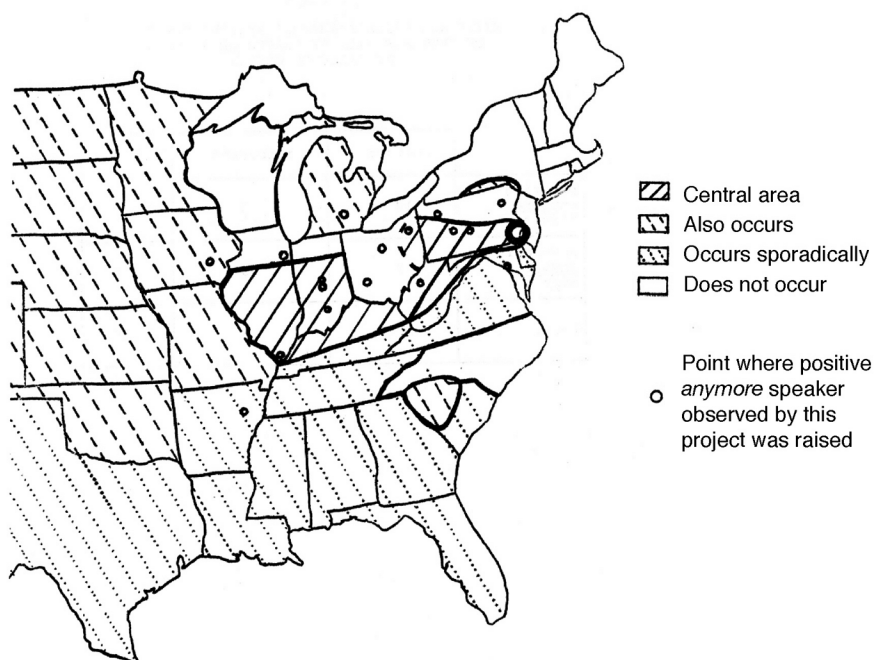 Central area
Also occurs
Occurs sporadically
Does not occur
Point where positive
anymore speaker
observed by this
project was raised